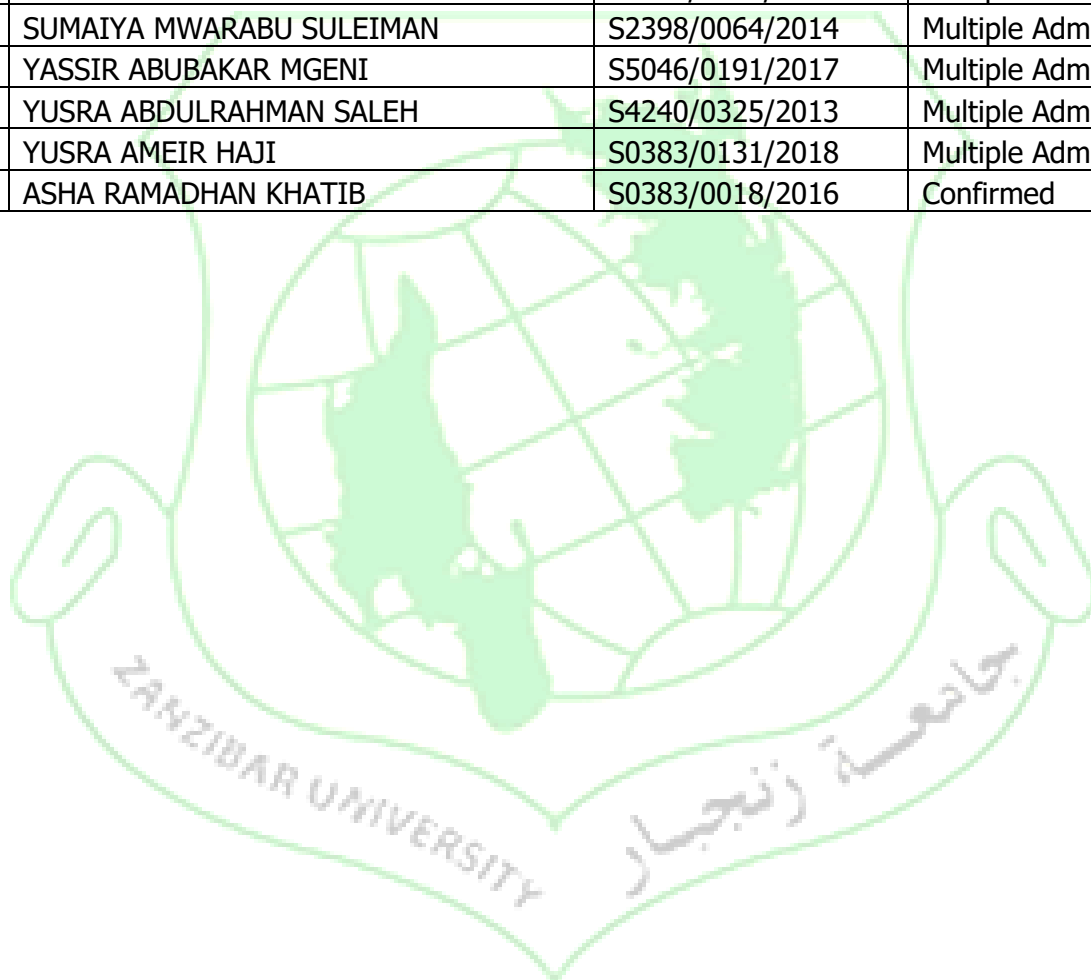 SUMAIYA MWARABU SULEIMAN S2398/0064/2014 Multiple Adm
YASSIR ABUBAKAR MGENI S5046/0191/2017 Multiple Adm
YUSRA ABDULRAHMAN SALEH S4240/0325/2013 Multiple Adm
YUSRA AMEIR HAJI S0383/0131/2018 Multiple Adm
ASHA RAMADHAN KHATIB S0383/0018/2016 Confirmed
ZANZIBAR UNIVERSITY جامعة زنجبار